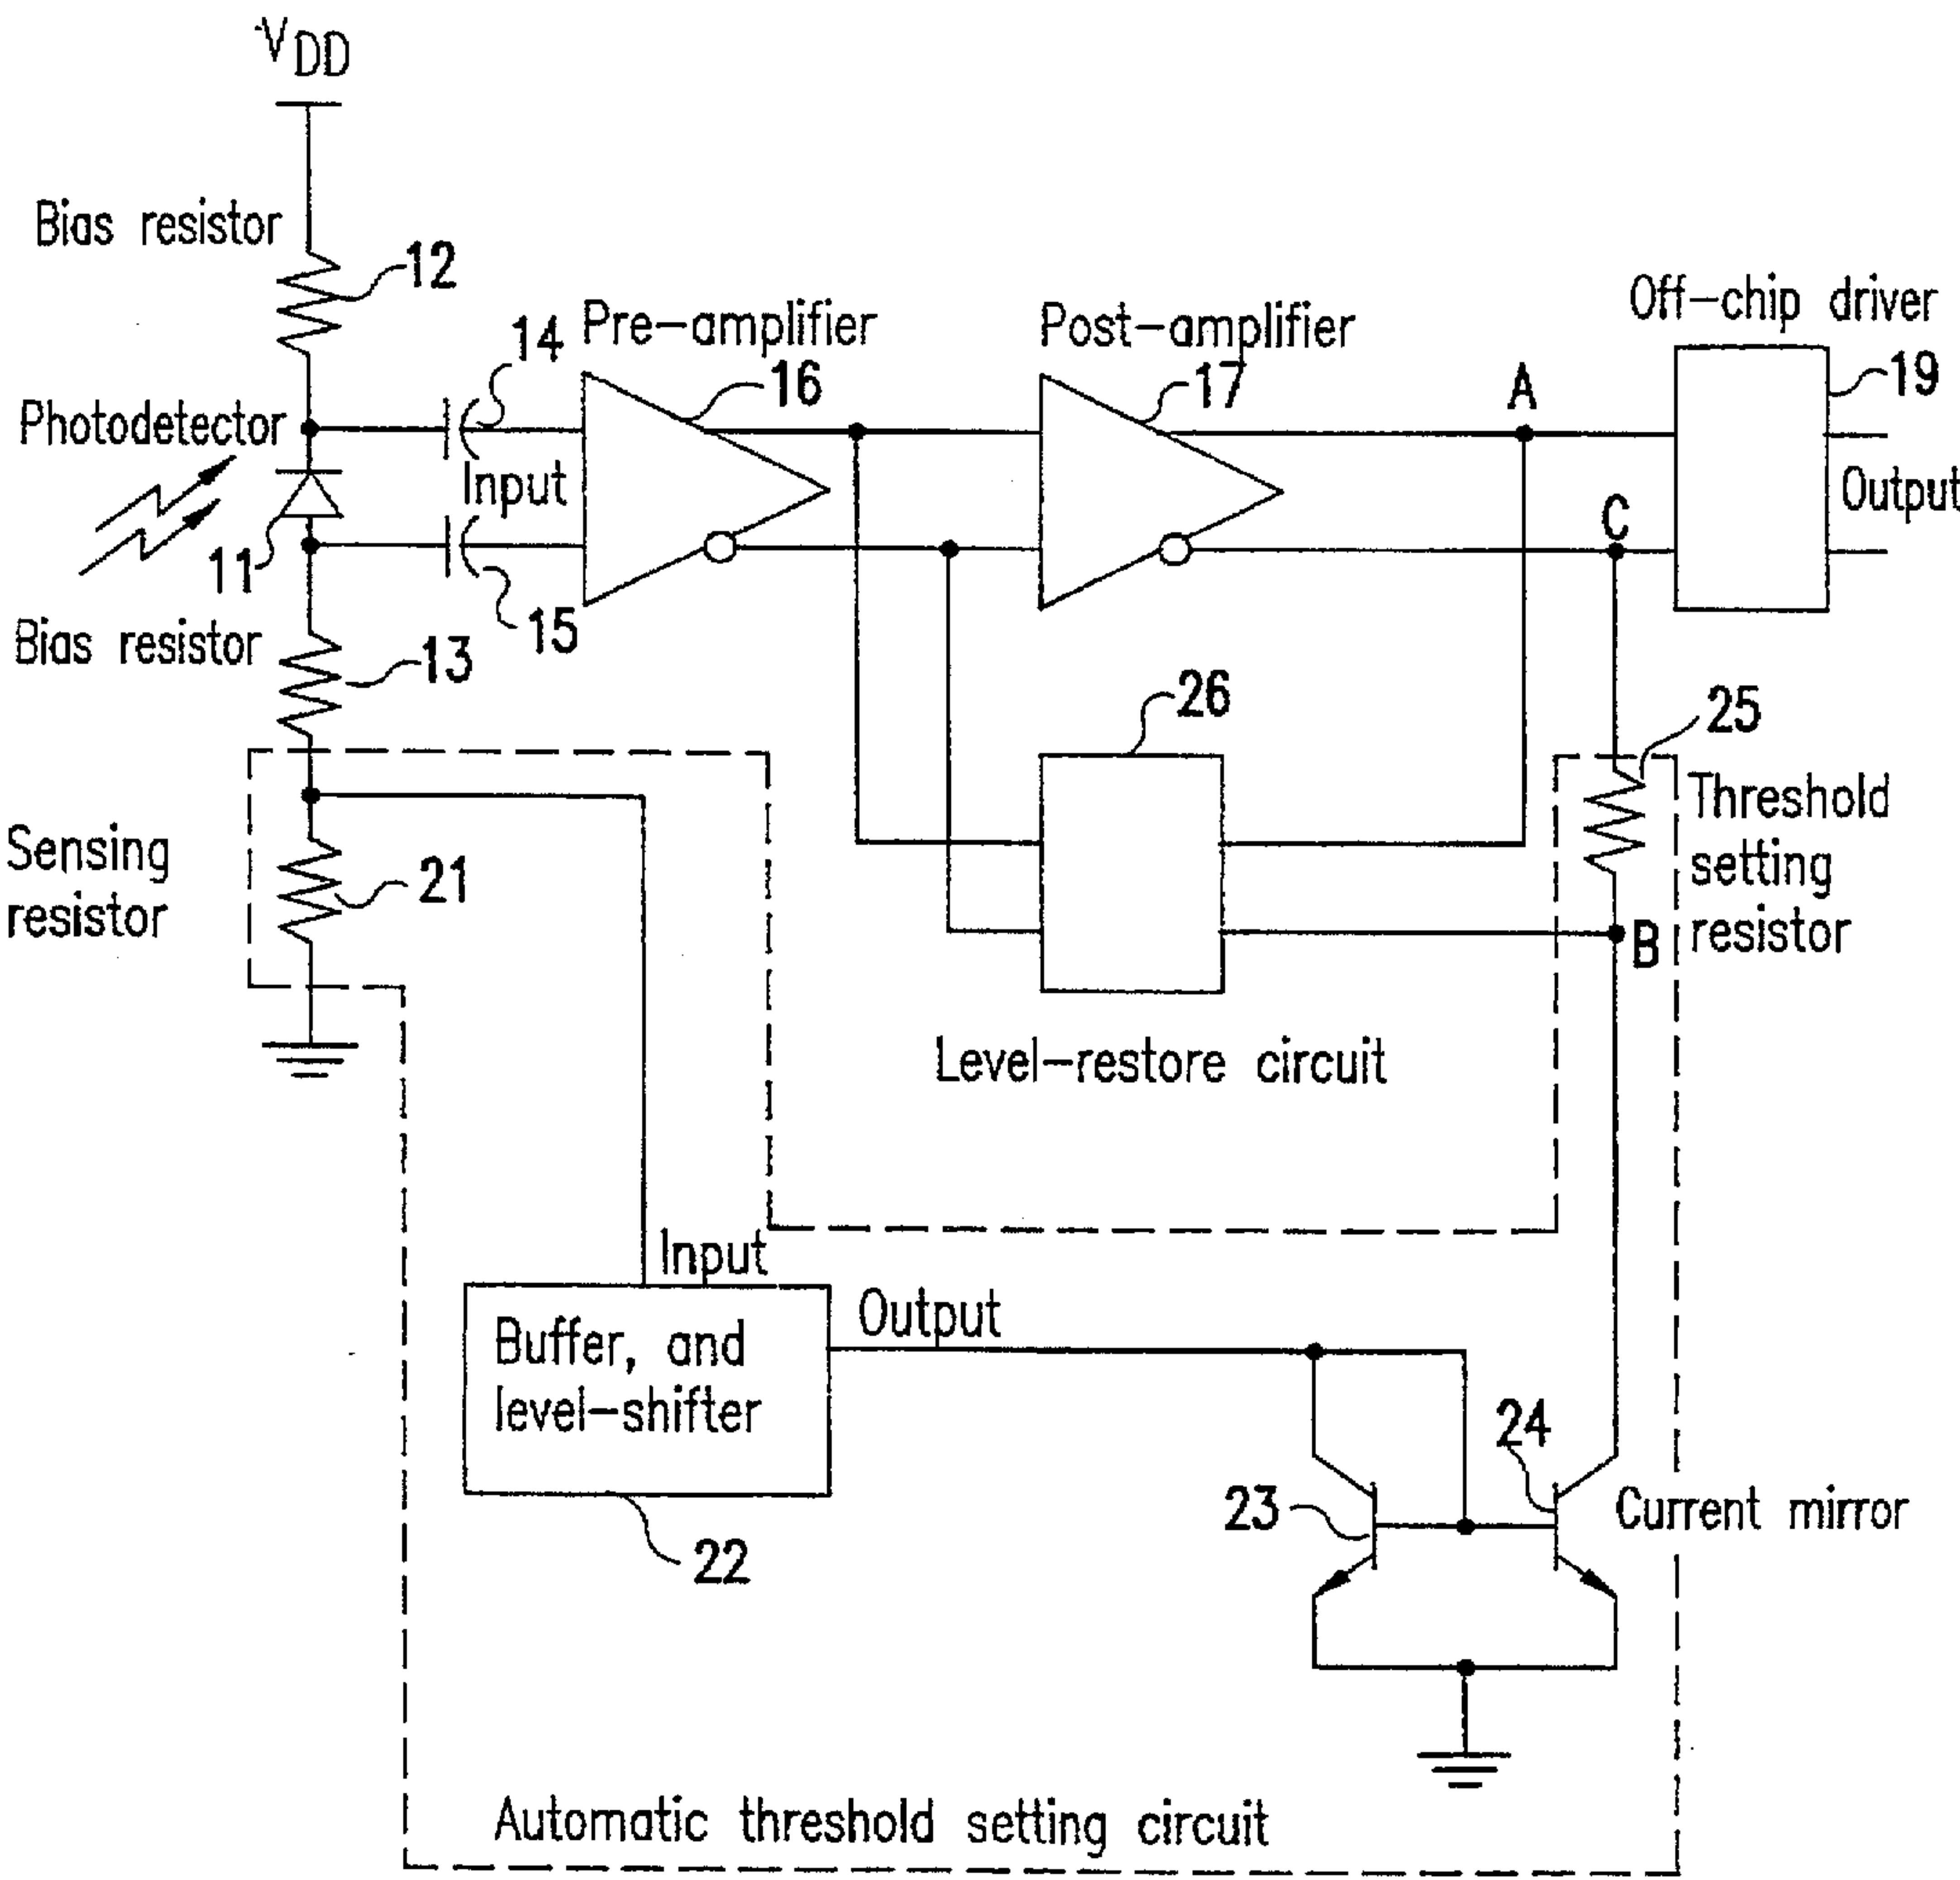 VDD
Bias resistor
12
Off-chip driver
14
Pre-amplifier
16
Post-amplifier
17
A
19
Photodetector
Input
C
Output
11
15
Bias resistor
13
26
25
Threshold
setting
resistor
Sensing
resistor
21
B
Level-restore circuit
Input
Output
Buffer, and
level-shifter
24
23
Current mirror
22
Automatic threshold setting circuit